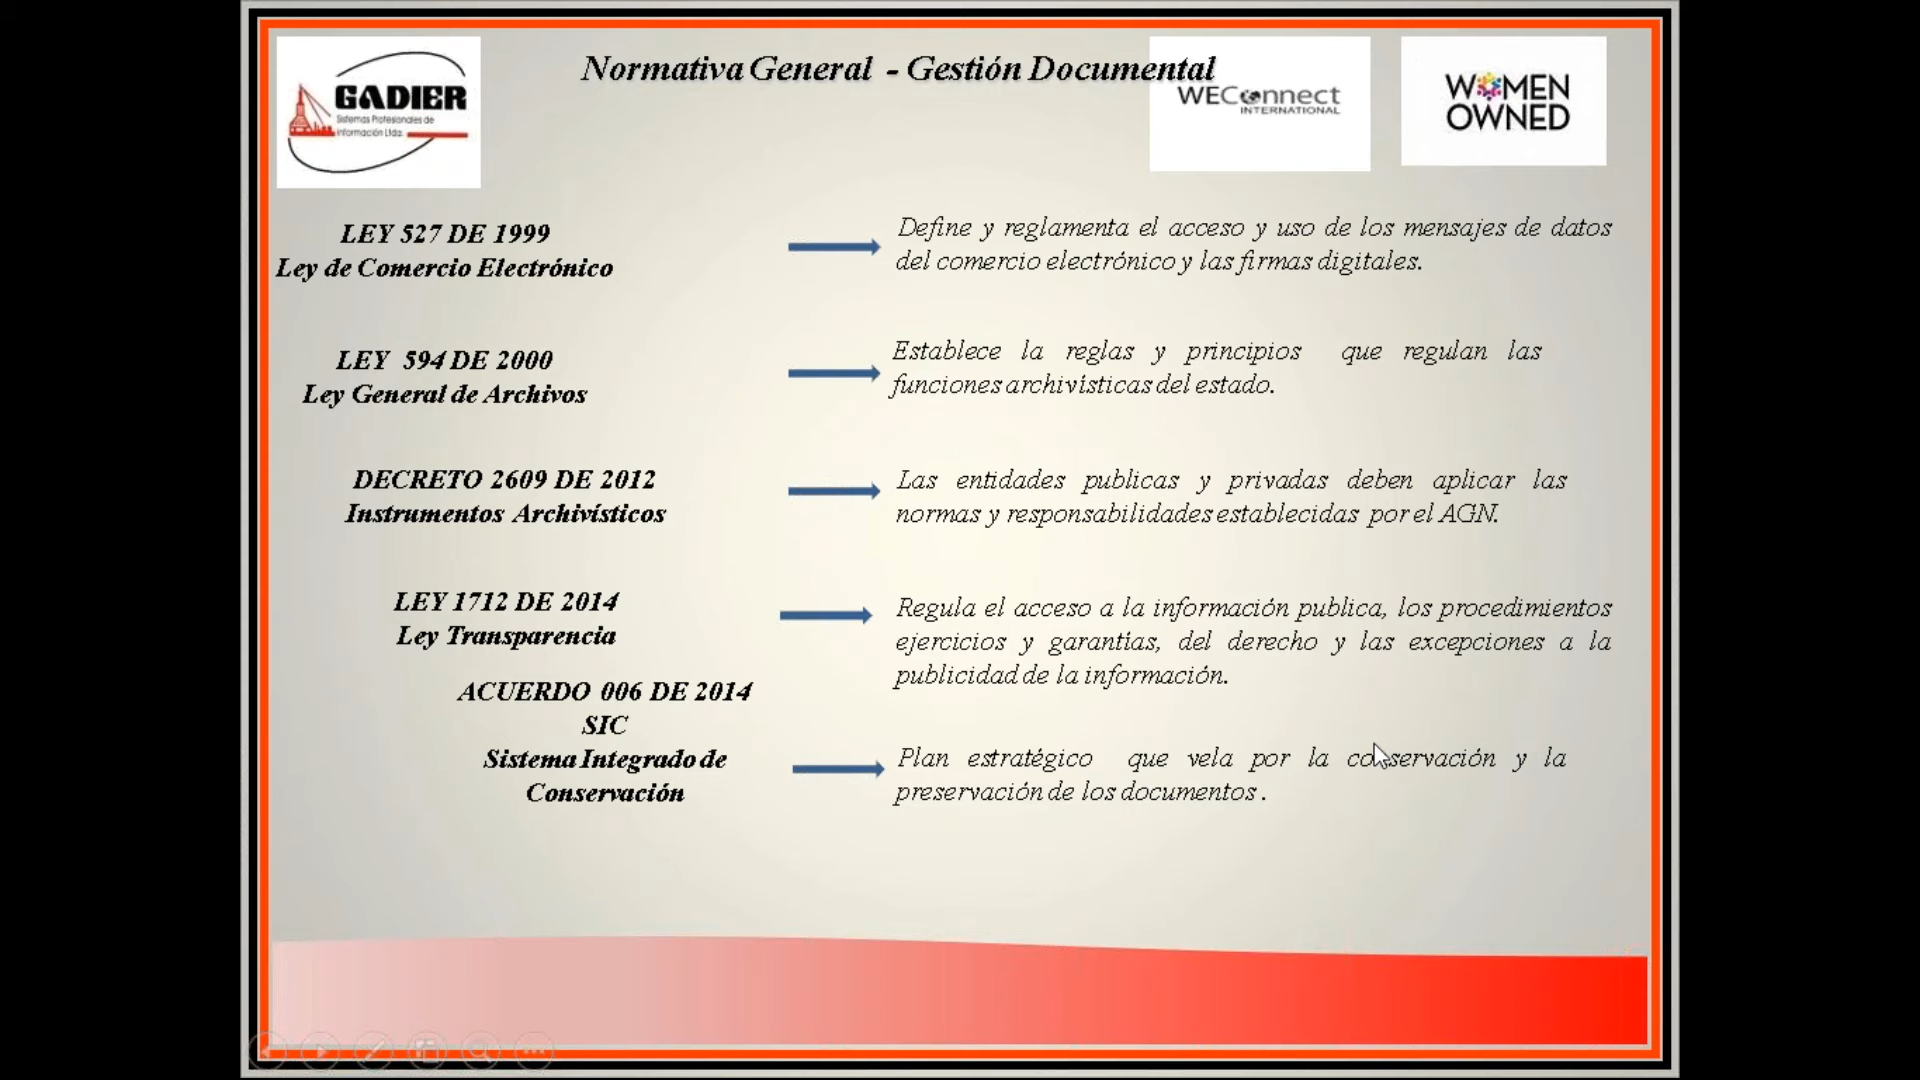 GADIER
Sistemas Profesionales de
Información Ltda.
Normativa General - Gestión Documental
WEConnect
INTERNATIONAL
WOMEN
OWNED
LEY 527 DE 1999
Ley de Comercio Electrónico
Define y reglamenta el acceso y uso de los mensajes de datos
del comercio electrónico y las firmas digitales.
LEY 594 DE 2000
Ley General de Archivos
Establece la reglas y principios que regulan las
funciones archivísticas del estado.
DECRETO 2609 DE 2012
Instrumentos Archivísticos
Las entidades publicas y privadas deben aplicar las
normas y responsabilidades establecidas por el AGN.
LEY 1712 DE 2014
Ley Transparencia
Regula el acceso a la información publica, los procedimientos
ejercicios y garantías, del derecho y las excepciones a la
publicidad de la información.
ACUERDO 006 DE 2014
SIC
Sistema Integrado de
Conservación
Plan estratégico que vela por la conservación y la
preservación de los documentos .